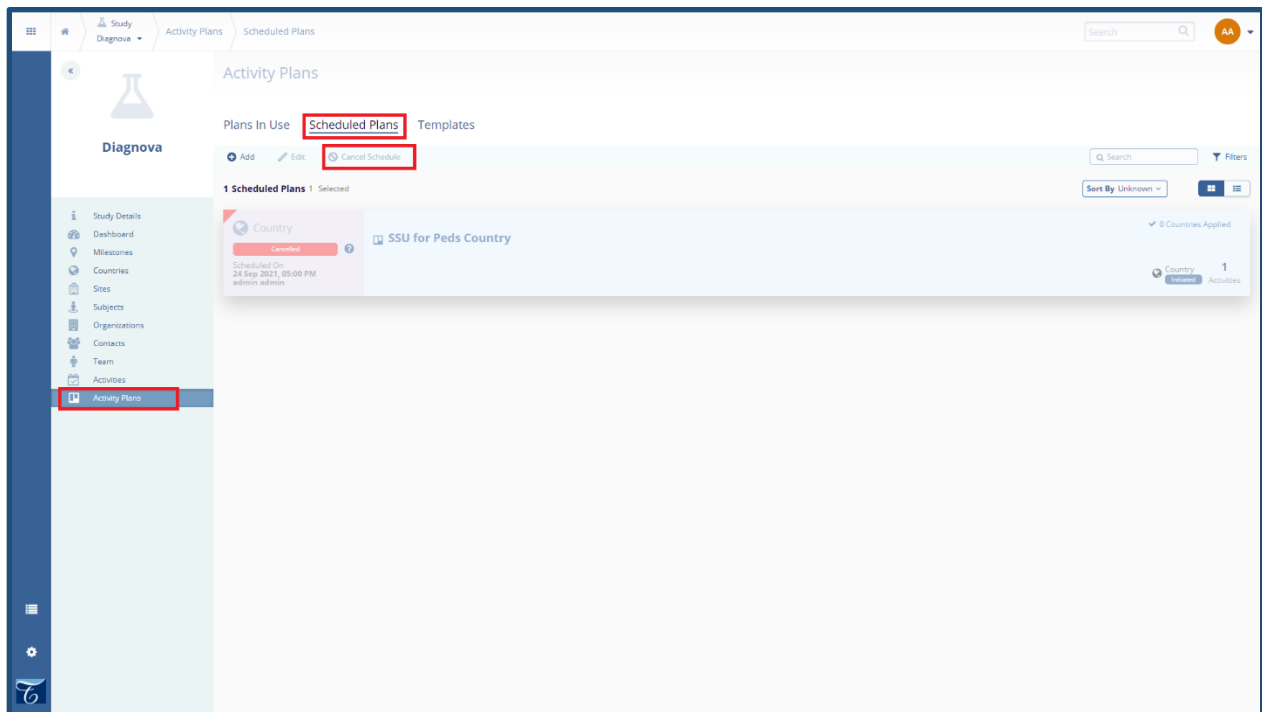 Study
Diagnova
Activity Plans
Scheduled Plans
Search
AA
Activity Plans
Diagnova
Plans In Use
Scheduled Plans
Templates
Add
Edit
Cancel Schedule
Search
Filters
1 Scheduled Plans 1 Selected
Sort By Unknown
Study Details
Dashboard
Milestones
Countries
Sites
Subjects
Organizations
Contacts
Team
Activities
Activity Plans
Country
Cancelled
Scheduled On
24 Sep 2021, 05:00 PM
admin admin
SSU for Peds Country
0 Countries Applied
Country
Initiated
1
Activities